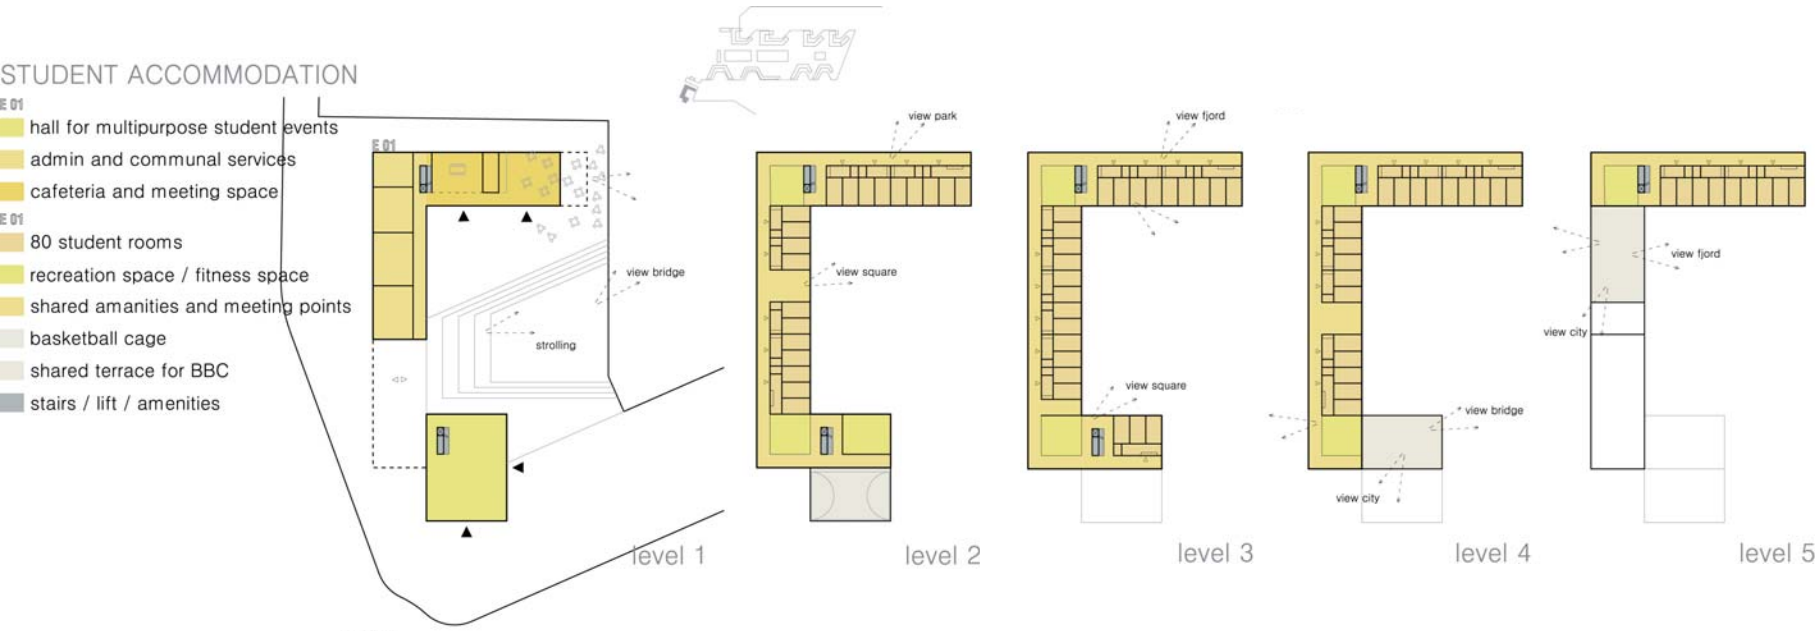 STUDENT ACCOMMODATION
E 01
hall for multipurpose student events
admin and communal services
cafeteria and meeting space
E 01
80 student rooms
recreation space / fitness space
shared amanities and meeting points
basketball cage
shared terrace for BBC
stairs / lift / amenities
E 01
view bridge
strolling
level 1
view park
view square
level 2
view fjord
view square
level 3
view bridge
view city
level 4
view fjord
view city
level 5